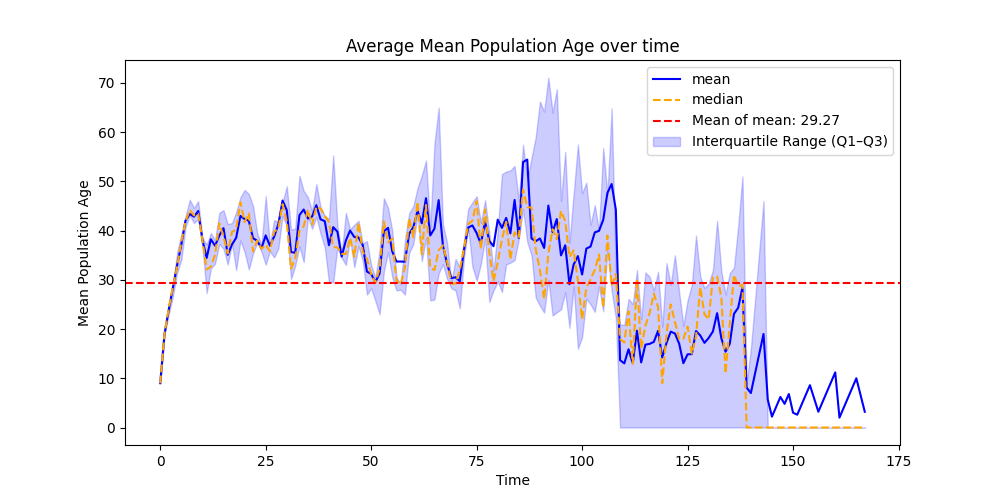 Average Mean Population Age over time
mean
median
Mean of mean: 29.27
Interquartile Range (Q1–Q3)
Mean Population Age
70
60
50
40
30
20
10
0
0
25
50
75
100
125
150
175
Time